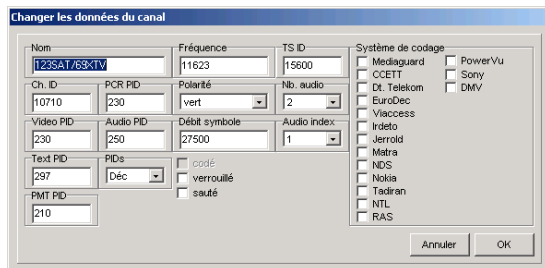 Changer les données du canal
Nom Fréquence TS ID Système de codage
123SAT/69XTV 11623 15600 Mediaguard PowerVu
CCETT Sony
Ch. ID PCR PID Polarité Nb. audio Dt. Telekom DMV
10710 230 vert 2 EuroDec
Viaccess
Video PID Audio PID Débit symbole Audio index Irdeto
230 250 27500 1 Jerrold
Matra
Text PID PIDs codé NDS
297 Déc verrouillé Nokia
sauté Tadiran
PMT PID NTL
210 RAS
Annuler OK